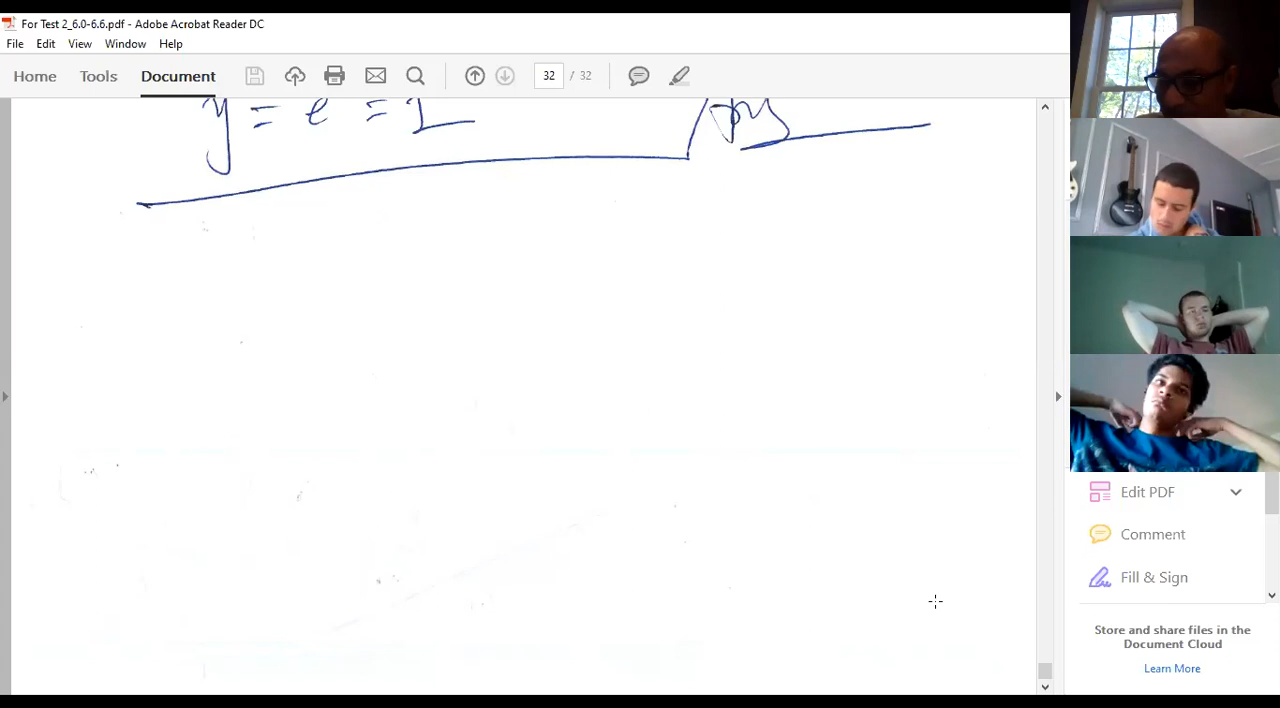 For Test 2_6.0-6.6.pdf - Adobe Acrobat Reader DC
File Edit View Window Help
Home Tools Document 32 / 32
y = e = 1
Edit PDF
Comment
Fill & Sign
Store and share files in the
Document Cloud
Learn More